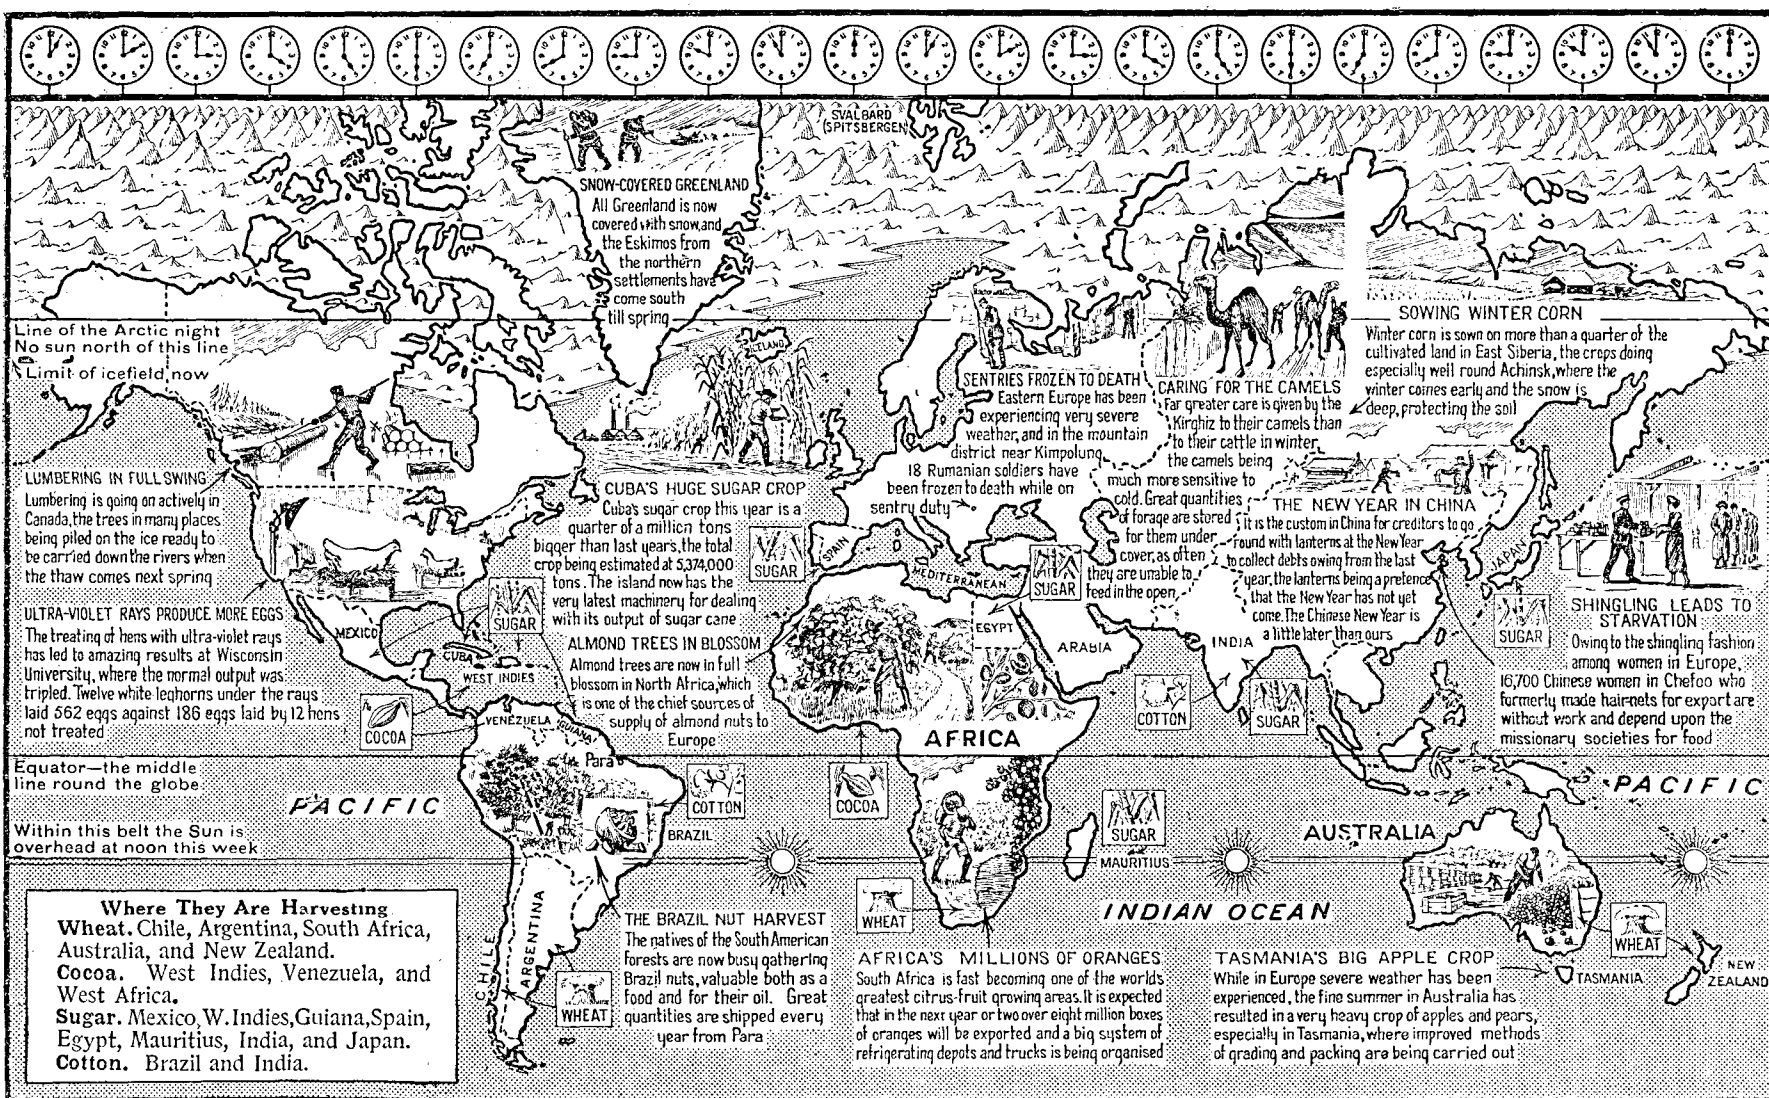 SVALBARD
(SPITSBERGEN)
SNOW-COVERED GREENLAND
All Greenland is now
covered with snow, and
the Eskimos from
the northern
settlements have
come south
till spring
Line of the Arctic night
No sun north of this line
Limit of icefield now
ICELAND
SOWING WINTER CORN
Winter corn is sown on more than a quarter of the
cultivated land in East Siberia, the crops doing
especially well round Achinsk, where the
winter comes early and the snow is
deep, protecting the soil
SENTRIES FROZEN TO DEATH
Eastern Europe has been
experiencing very severe
weather, and in the mountain
district near Kimpolung
18 Rumanian soldiers have
been frozen to death while on
sentry duty
CARING FOR THE CAMELS
Far greater care is given by the
Kirghiz to their camels than
to their cattle in winter,
the camels being
much more sensitive to
cold. Great quantities
of forage are stored
for them under
cover, as often
they are unable to
feed in the open
LUMBERING IN FULL SWING
Lumbering is going on actively in
Canada, the trees in many places
being piled on the ice ready to
be carried down the rivers when
the thaw comes next spring
CUBA'S HUGE SUGAR CROP
Cuba's sugar crop this year is a
quarter of a million tons
bigger than last year's, the total
crop being estimated at 5,374,000
tons. The island now has the
very latest machinery for dealing
with its output of sugar cane
THE NEW YEAR IN CHINA
It is the custom in China for creditors to go
round with lanterns at the New Year
to collect debts owing from the last
year, the lanterns being a pretence
that the New Year has not yet
come. The Chinese New Year is
a little later than ours
SUGAR
SPAIN
MEDITERRANEAN
SUGAR
JAPAN
SUGAR
ULTRA-VIOLET RAYS PRODUCE MORE EGGS
The treating of hens with ultra-violet rays
has led to amazing results at Wisconsin
University, where the normal output was
tripled. Twelve white leghorns under the rays
laid 562 eggs against 186 eggs laid by 12 hens
not treated
SUGAR
MEXICO
CUBA
WEST INDIES
ALMOND TREES IN BLOSSOM
Almond trees are now in full
blossom in North Africa, which
is one of the chief sources of
supply of almond nuts to
Europe
EGYPT
ARABIA
INDIA
COTTON
SUGAR
SHINGLING LEADS TO
STARVATION
Owing to the shingling fashion
among women in Europe,
16,700 Chinese women in Chefoo who
formerly made hair-nets for export are
without work and depend upon the
missionary societies for food
COCOA
VENEZUELA
GUIANA
AFRICA
Equator—the middle
line round the globe
Para
PACIFIC
COTTON
BRAZIL
COCOA
SUGAR
MAURITIUS
PACIFIC
AUSTRALIA
Within this belt the Sun is
overhead at noon this week
Where They Are Harvesting
Wheat. Chile, Argentina, South Africa,
Australia, and New Zealand.
Cocoa. West Indies, Venezuela, and
West Africa.
Sugar. Mexico, W. Indies, Guiana, Spain,
Egypt, Mauritius, India, and Japan.
Cotton. Brazil and India.
CHILE
ARGENTINA
WHEAT
THE BRAZIL NUT HARVEST
The natives of the South American
forests are now busy gathering
Brazil nuts, valuable both as a
food and for their oil. Great
quantities are shipped every
year from Para
WHEAT
INDIAN OCEAN
AFRICA'S MILLIONS OF ORANGES
South Africa is fast becoming one of the world's
greatest citrus-fruit growing areas. It is expected
that in the next year or two over eight million boxes
of oranges will be exported and a big system of
refrigerating depots and trucks is being organised
TASMANIA'S BIG APPLE CROP
While in Europe severe weather has been
experienced, the fine summer in Australia has
resulted in a very heavy crop of apples and pears,
especially in Tasmania, where improved methods
of grading and packing are being carried out
WHEAT
TASMANIA
NEW
ZEALAND